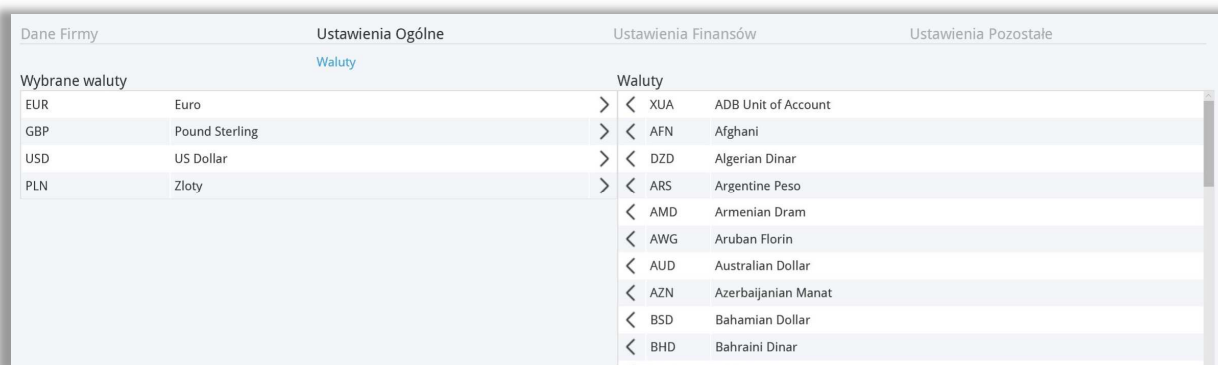 Dane Firmy Ustawienia Ogólne Ustawienia Finansów Ustawienia Pozostałe
Waluty
Wybrane waluty Waluty
EUR Euro XUA ADB Unit of Account
GBP Pound Sterling AFN Afghani
USD US Dollar DZD Algerian Dinar
PLN Zloty ARS Argentine Peso
AMD Armenian Dram
AWG Aruban Florin
AUD Australian Dollar
AZN Azerbaijanian Manat
BSD Bahamian Dollar
BHD Bahraini Dinar